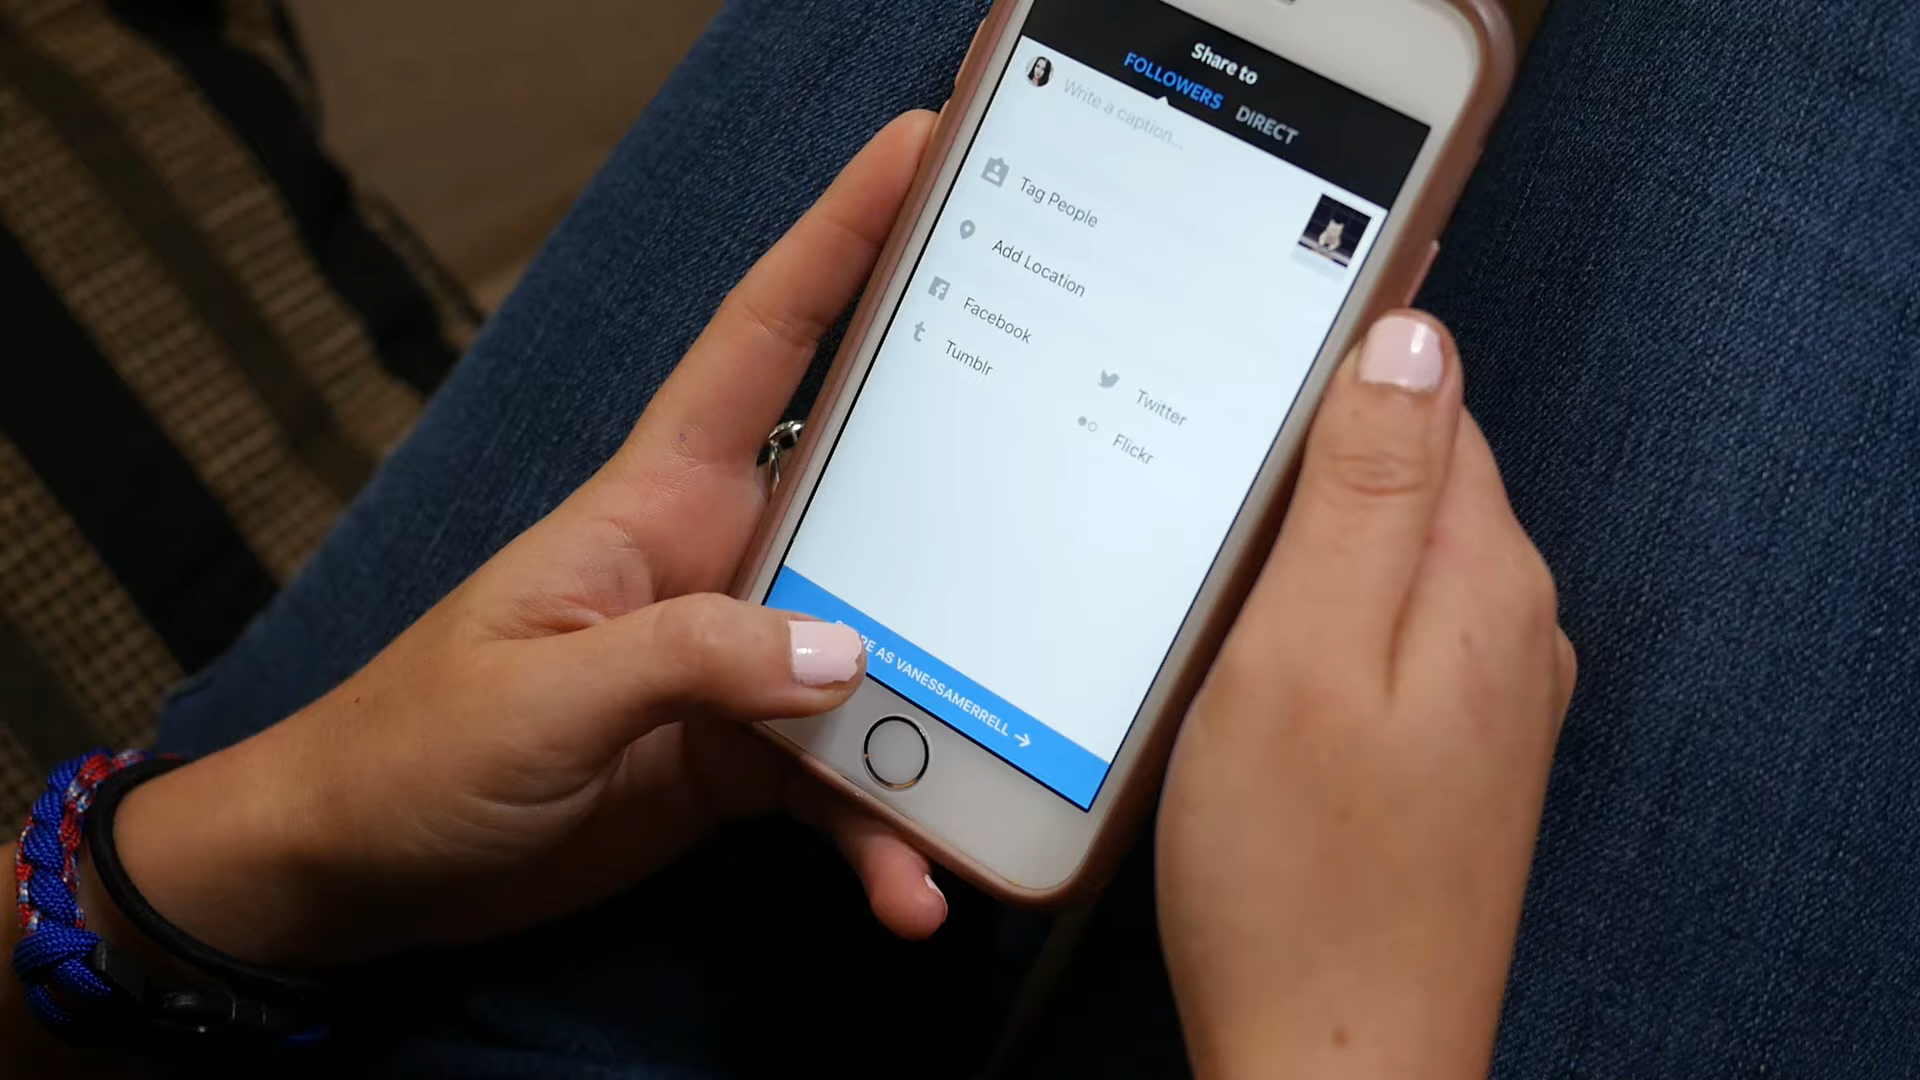 Share to
FOLLOWERS DIRECT
Write a caption...
Tag People
Add Location
Facebook
Twitter
Tumblr
Flickr
AS VANESSAMERRELL →